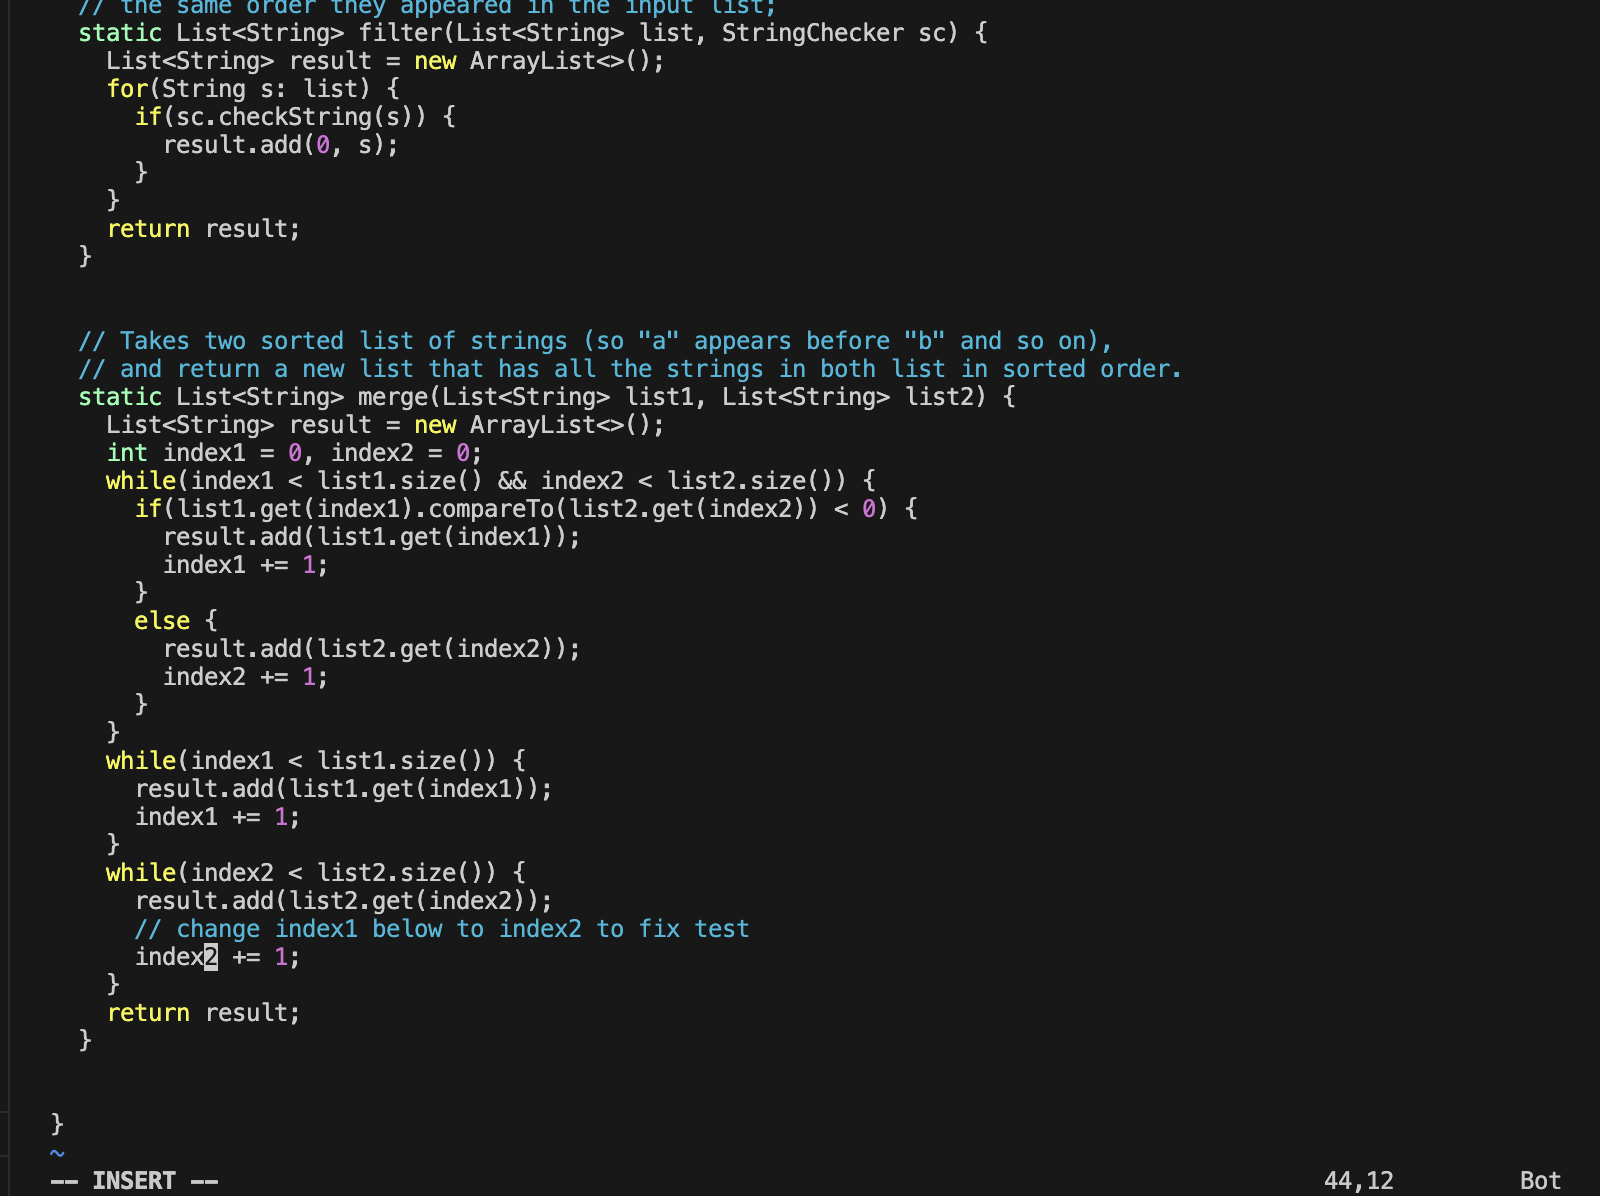 // the same order they appeared in the input list;
static List<String> filter(List<String> list, StringChecker sc) {
List<String> result = new ArrayList<>();
for(String s: list) {
if(sc.checkString(s)) {
result.add(0, s);
}
}
return result;
}
// Takes two sorted list of strings (so "a" appears before "b" and so on),
// and return a new list that has all the strings in both list in sorted order.
static List<String> merge(List<String> list1, List<String> list2) {
List<String> result = new ArrayList<>();
int index1 = 0, index2 = 0;
while(index1 < list1.size() && index2 < list2.size()) {
if(list1.get(index1).compareTo(list2.get(index2)) < 0) {
result.add(list1.get(index1));
index1 += 1;
}
else {
result.add(list2.get(index2));
index2 += 1;
}
}
while(index1 < list1.size()) {
result.add(list1.get(index1));
index1 += 1;
}
while(index2 < list2.size()) {
result.add(list2.get(index2));
// change index1 below to index2 to fix test
index2 += 1;
}
return result;
}
}
~
-- INSERT -- 44,12 Bot